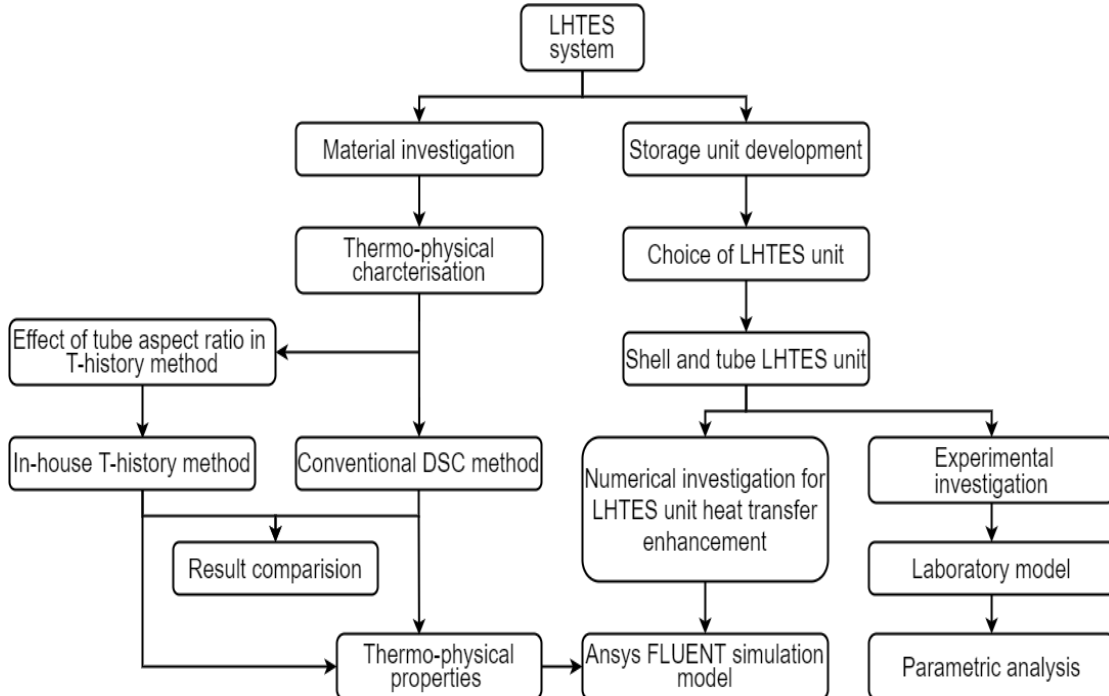 LHTES
system
Material investigation
Storage unit development
Thermo-physical
charcterisation
Choice of LHTES unit
Effect of tube aspect ratio in
T-history method
Shell and tube LHTES unit
In-house T-history method
Conventional DSC method
Numerical investigation for
LHTES unit heat transfer
enhancement
Experimental
investigation
Result comparision
Laboratory model
Thermo-physical
properties
Ansys FLUENT simulation
model
Parametric analysis